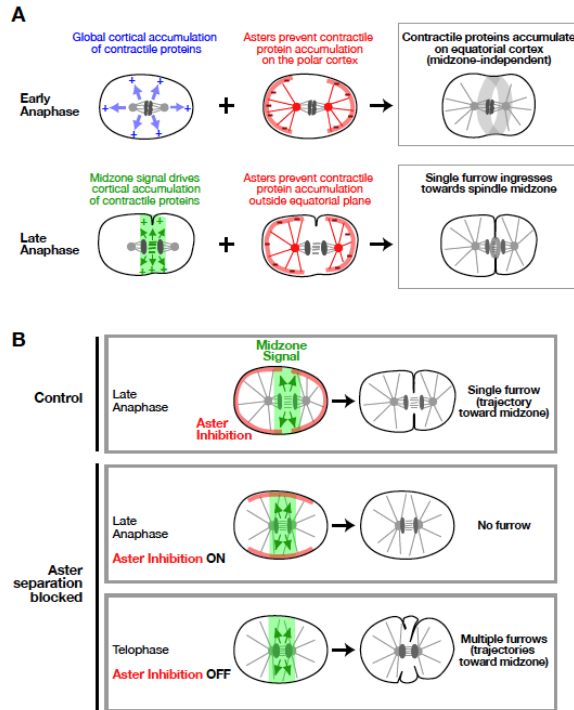 A
Global cortical accumulation
of contractile proteins
Asters prevent contractile
protein accumulation
on the polar cortex
Contractile proteins accumulate
on equatorial cortex
(midzone-independent)
Early
Anaphase
Midzone signal drives
cortical accumulation
of contractile proteins
Asters prevent contractile
protein accumulation
outside equatorial plane
Single furrow ingresses
towards spindle midzone
Late
Anaphase
B
Control
Late
Anaphase
Midzone
Signal
Aster
Inhibition
Single furrow
(trajectory
toward midzone)
Aster
separation
blocked
Late
Anaphase
Aster Inhibition ON
No furrow
Telophase
Aster Inhibition OFF
Multiple furrows
(trajectories
toward midzone)